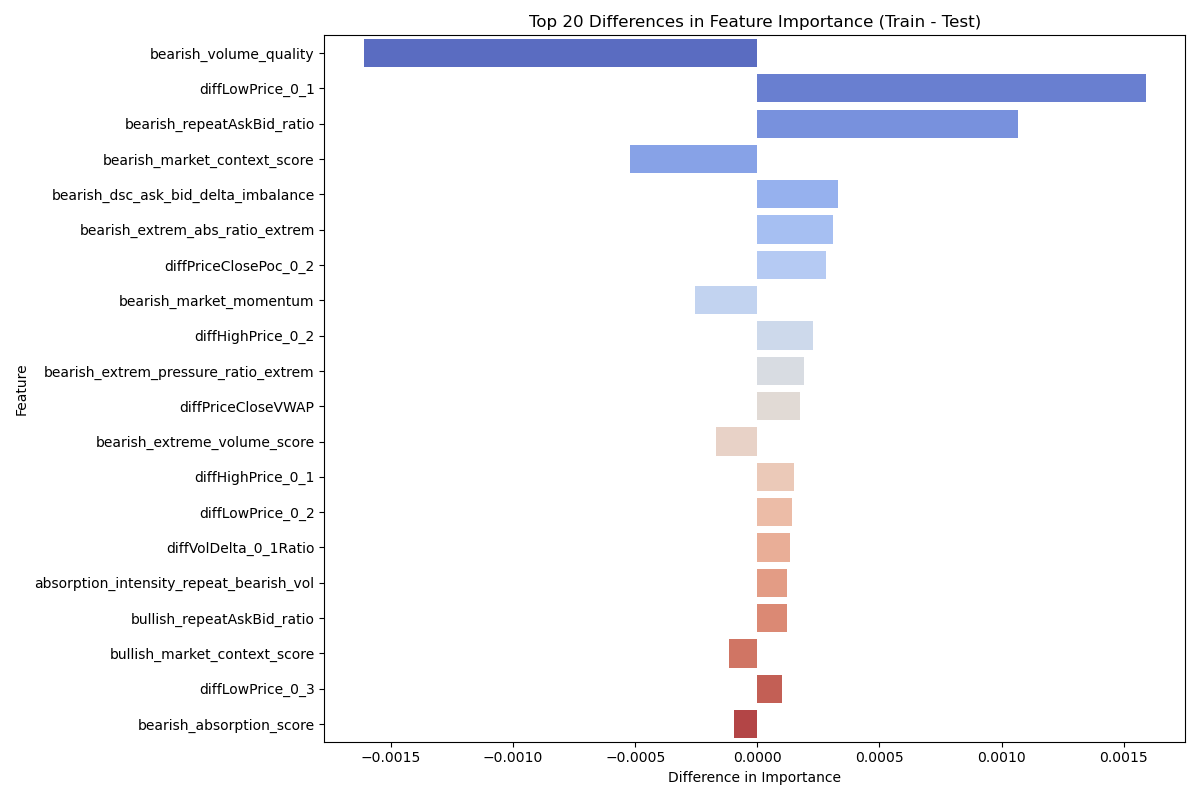 Top 20 Differences in Feature Importance (Train - Test)
bearish_volume_quality
diffLowPrice_0_1
bearish_repeatAskBid_ratio
bearish_market_context_score
bearish_dsc_ask_bid_delta_imbalance
bearish_extrem_abs_ratio_extrem
diffPriceClosePoc_0_2
bearish_market_momentum
diffHighPrice_0_2
bearish_extrem_pressure_ratio_extrem
diffPriceCloseVWAP
bearish_extreme_volume_score
diffHighPrice_0_1
diffLowPrice_0_2
diffVolDelta_0_1Ratio
absorption_intensity_repeat_bearish_vol
bullish_repeatAskBid_ratio
bullish_market_context_score
diffLowPrice_0_3
bearish_absorption_score
Feature
−0.0015 −0.0010 −0.0005 0.0000 0.0005 0.0010 0.0015
Difference in Importance